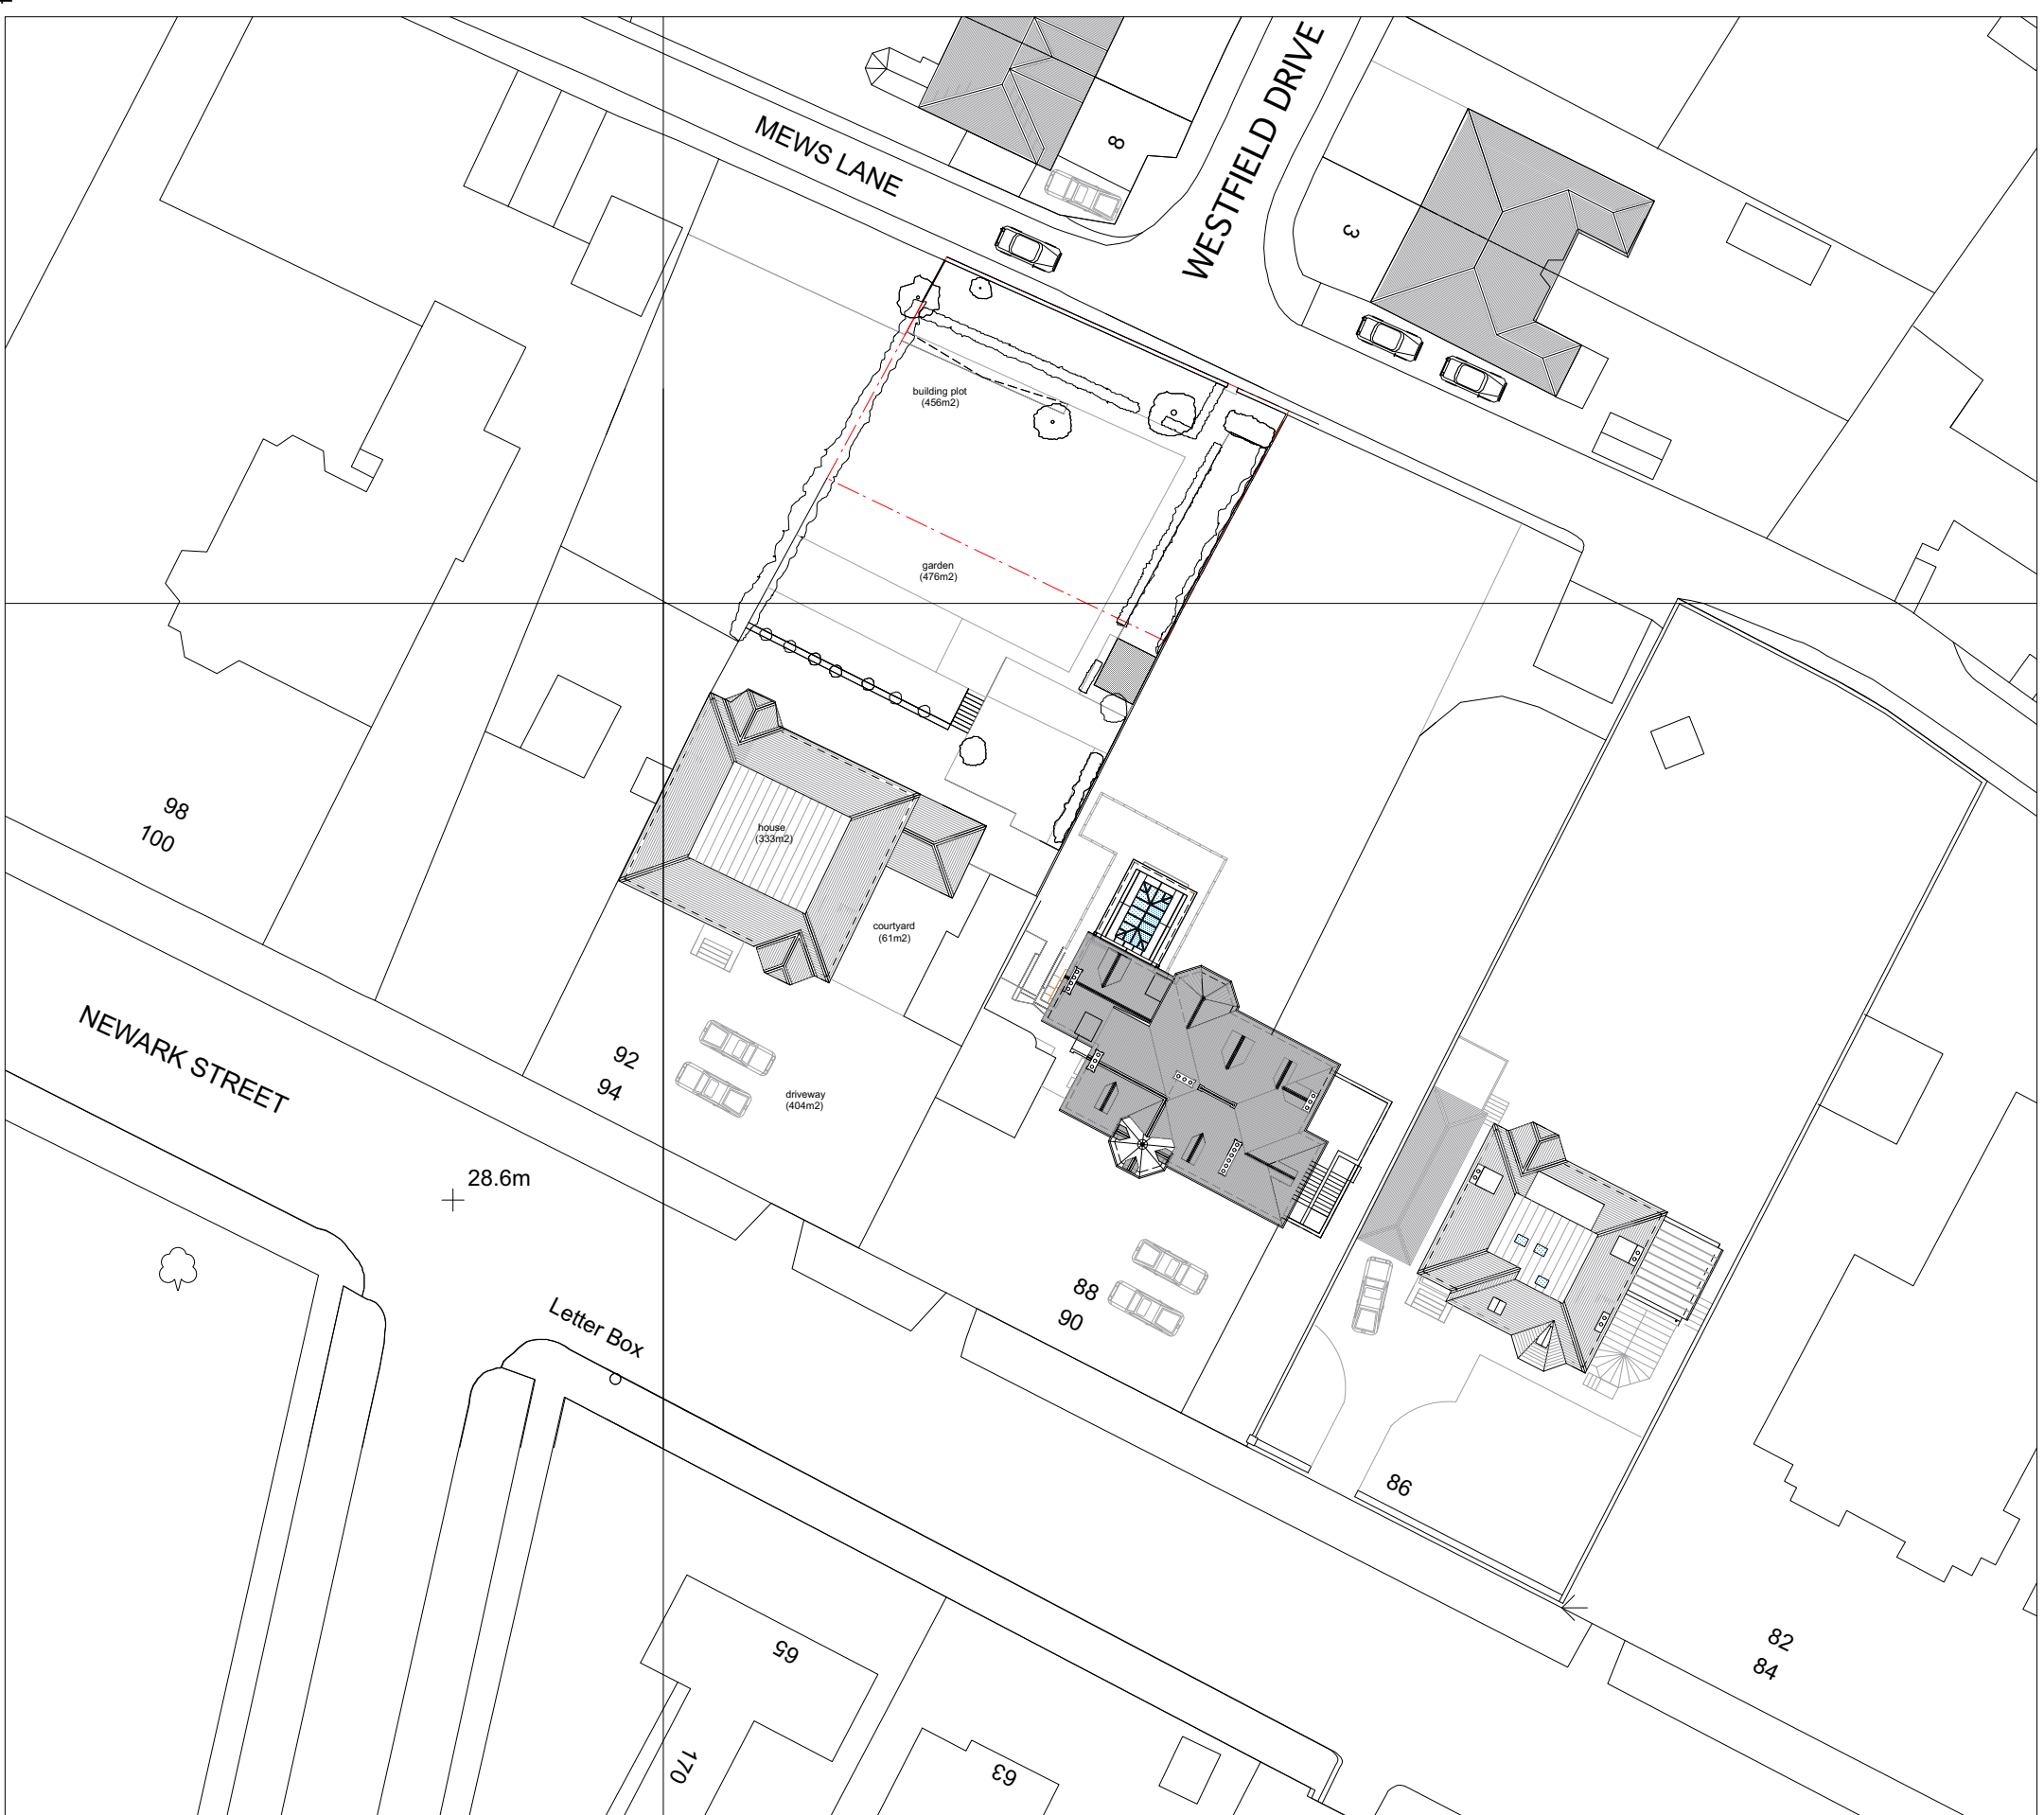 WESTFIELD DRIVE
MEWS LANE
8
3
building plot
(456m2)
garden
(476m2)
98
100
house
(333m2)
courtyard
(61m2)
NEWARK STREET
92
94
driveway
(404m2)
28.6m
88
90
Letter Box
86
65
82
84
170
63